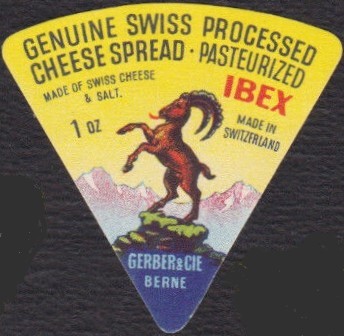 GENUINE SWISS PROCESSED
CHEESE SPREAD · PASTEURIZED
MADE OF SWISS CHEESE
& SALT.
IBEX
1 OZ
MADE IN
SWITZERLAND
GERBER & CIE
BERNE